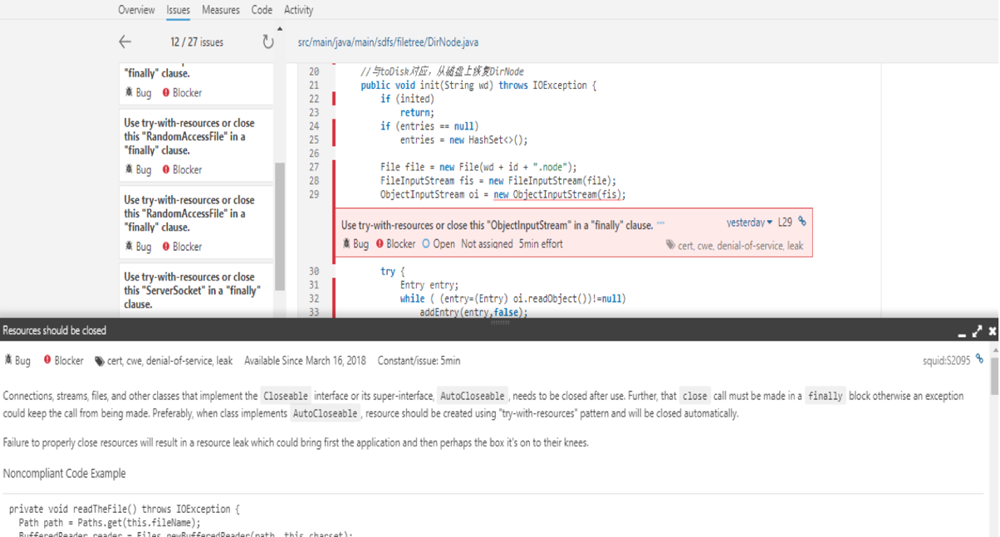 Overview Issues Measures Code Activity
12 / 27 issues
src/main/java/main/sdfs/filetree/DirNode.java
"finally" clause.
Bug Blocker
Use try-with-resources or close
this "RandomAccessFile" in a
"finally" clause.
Bug Blocker
Use try-with-resources or close
this "RandomAccessFile" in a
"finally" clause.
Bug Blocker
Use try-with-resources or close
this "ServerSocket" in a "finally"
clause.
20 //与toDisk对应，从磁盘上恢复DirNode
21 public void init(String wd) throws IOException {
22 if (inited)
23 return;
24 if (entries == null)
25 entries = new HashSet<>();
26
27 File file = new File(wd + id + ".node");
28 FileInputStream fis = new FileInputStream(file);
29 ObjectInputStream oi = new ObjectInputStream(fis);
Use try-with-resources or close this "ObjectInputStream" in a "finally" clause. yesterday L29
Bug Blocker Open Not assigned 5min effort cert, cwe, denial-of-service, leak
30 try {
31 Entry entry;
32 while ( (entry=(Entry) oi.readObject())!=null)
33 addEntry(entry,false);
Resources should be closed
Bug Blocker cert, cwe, denial-of-service, leak Available Since March 16, 2018 Constant/issue: 5min squid:S2095
Connections, streams, files, and other classes that implement the Closeable interface or its super-interface, AutoCloseable , needs to be closed after use. Further, that close call must be made in a finally block otherwise an exception
could keep the call from being made. Preferably, when class implements AutoCloseable , resource should be created using "try-with-resources" pattern and will be closed automatically.
Failure to properly close resources will result in a resource leak which could bring first the application and then perhaps the box it's on to their knees.
Noncompliant Code Example
private void readTheFile() throws IOException {
Path path = Paths.get(this.fileName);
BufferedReader reader = Files.newBufferedReader(path, this.charset);